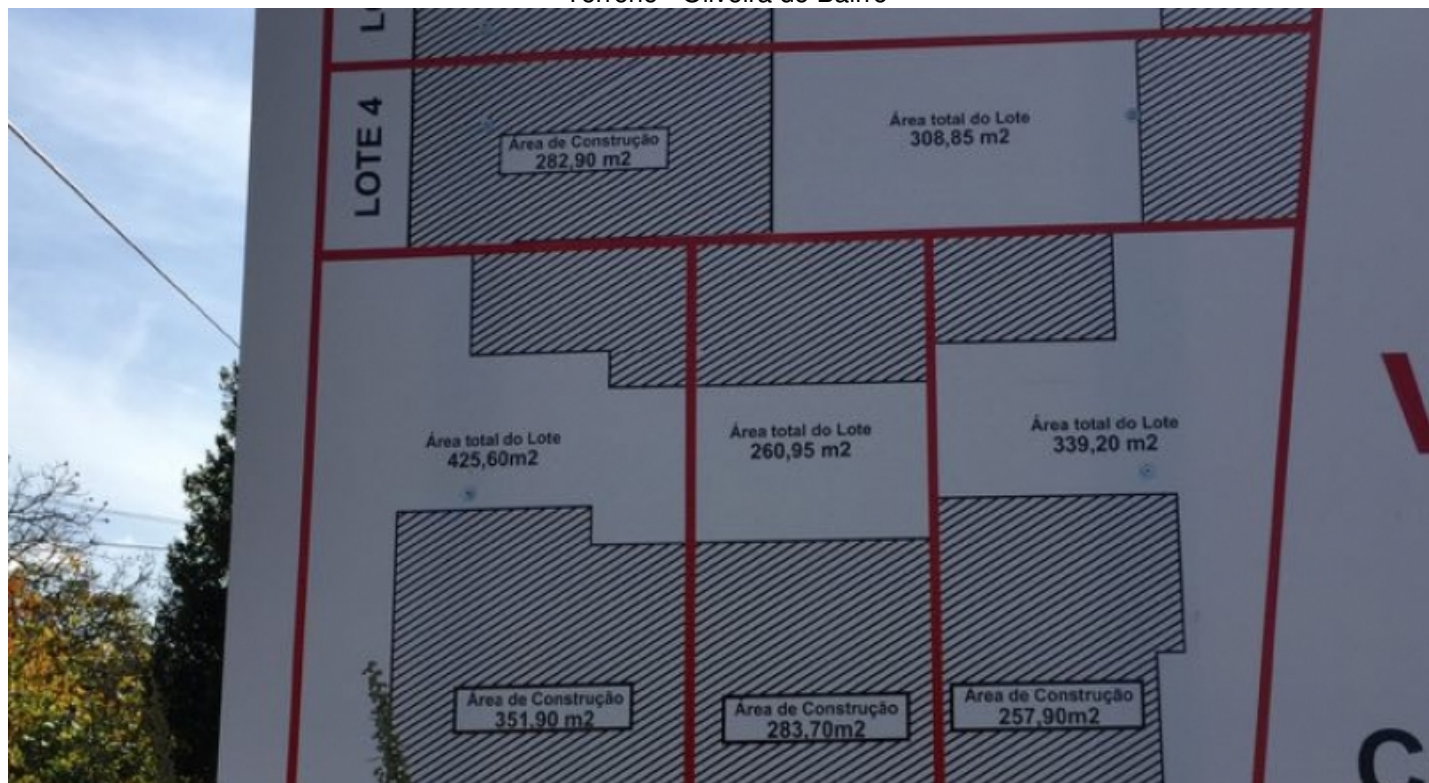 LOTE 4
Área de Construção
282,90 m2
Área total do Lote
308,85 m2
Área total do Lote
425,60m2
Área total do Lote
260,95 m2
Área total do Lote
339,20 m2
Área de Construção
351,90 m2
Área de Construção
283,70m2
Área de Construção
257,90m2